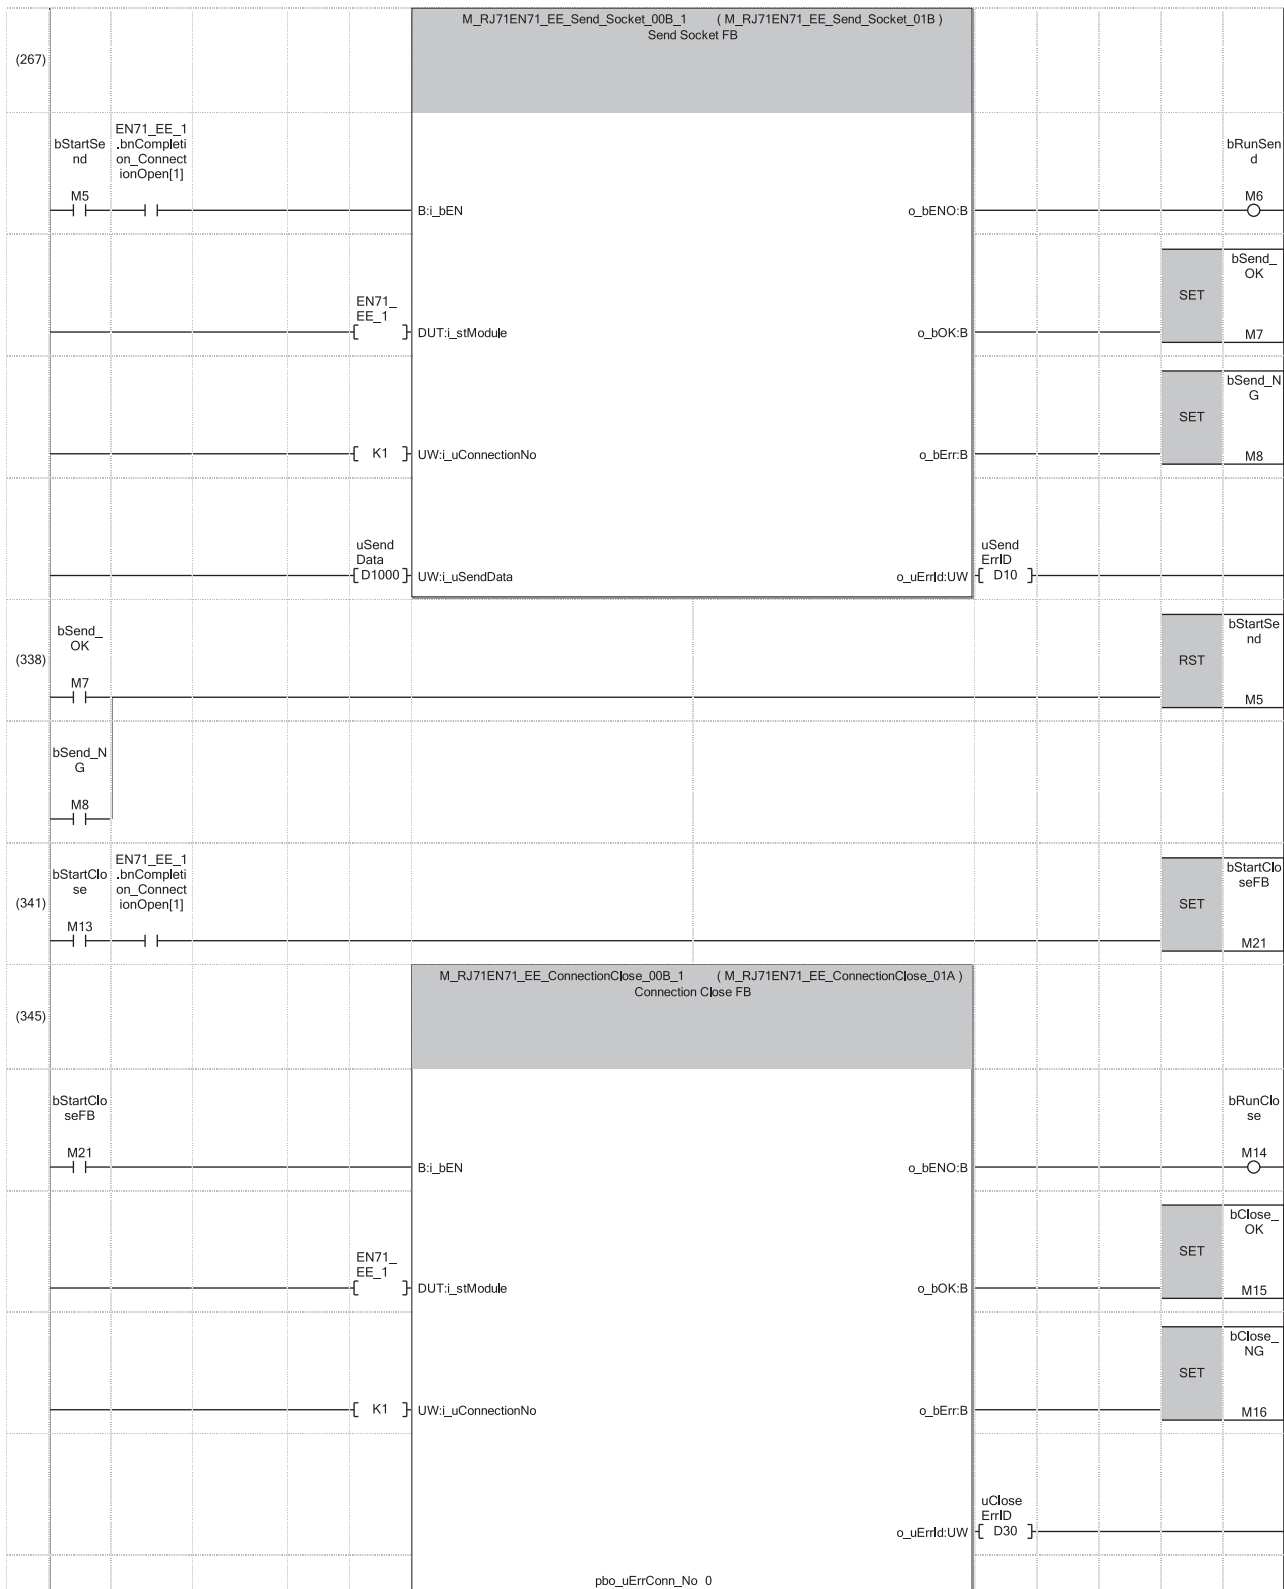 M_RJ71EN71_EE_Send_Socket_00B_1 ( M_RJ71EN71_EE_Send_Socket_01B )
Send Socket FB
(267)
bStartSe
nd
EN71_EE_1
.bnCompleti
on_Connect
ionOpen[1]
bRunSen
d
M5
M6
B:i_bEN
o_bENO:B
EN71_
EE_1
SET
bSend_
OK
DUT:i_stModule
o_bOK:B
M7
SET
bSend_N
G
K1
UW:i_uConnectionNo
o_bErr:B
M8
uSend
Data
D1000
UW:i_uSendData
o_uErrId:UW
uSend
ErrID
D10
(338)
bSend_
OK
M7
RST
bStartSe
nd
M5
bSend_N
G
M8
(341)
bStartClo
se
M13
EN71_EE_1
.bnCompleti
on_Connect
ionOpen[1]
SET
bStartClo
seFB
M21
M_RJ71EN71_EE_ConnectionClose_00B_1 ( M_RJ71EN71_EE_ConnectionClose_01A )
Connection Close FB
(345)
bStartClo
seFB
bRunClo
se
M21
M14
B:i_bEN
o_bENO:B
EN71_
EE_1
SET
bClose_
OK
DUT:i_stModule
o_bOK:B
M15
SET
bClose_
NG
K1
UW:i_uConnectionNo
o_bErr:B
M16
o_uErrId:UW
uClose
ErrID
D30
pbo_uErrConn_No 0